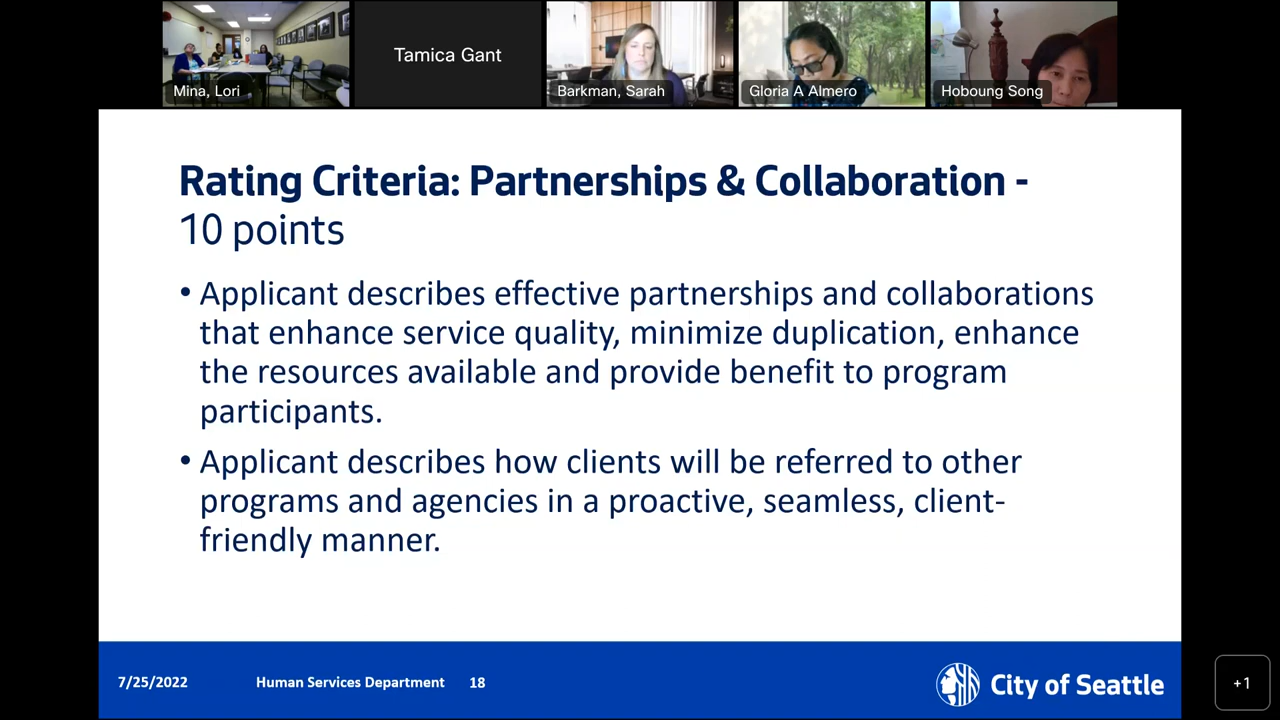 Mina, Lori
Tamica Gant
Barkman, Sarah
Gloria A Almero
Hoboung Song
Rating Criteria: Partnerships & Collaboration -
10 points
• Applicant describes effective partnerships and collaborations
that enhance service quality, minimize duplication, enhance
the resources available and provide benefit to program
participants.
• Applicant describes how clients will be referred to other
programs and agencies in a proactive, seamless, client-
friendly manner.
7/25/2022 Human Services Department 18
City of Seattle
+1